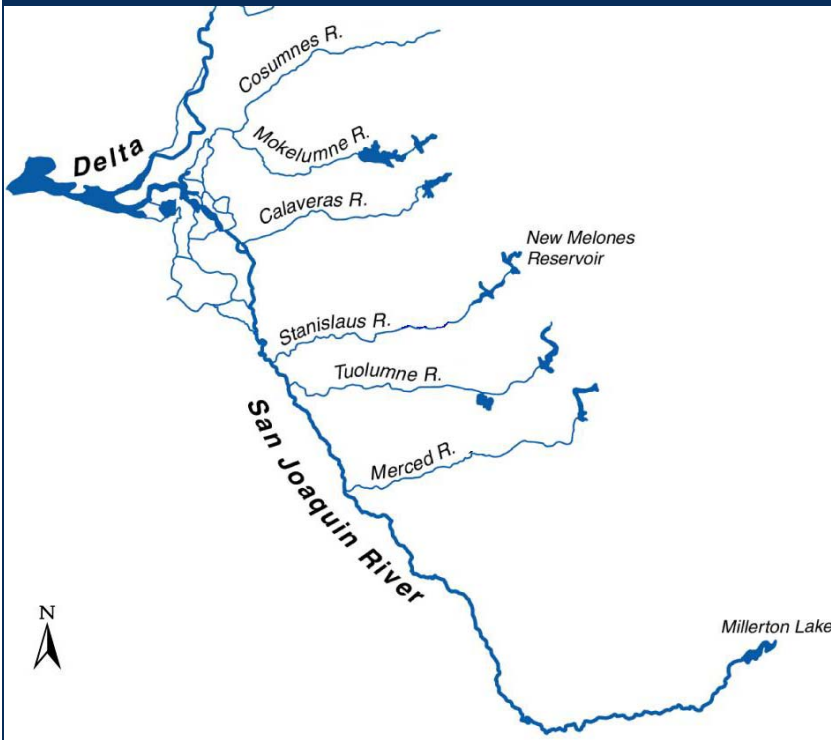 Cosumnes R.
Mokelumne R.
Delta
Calaveras R.
New Melones
Reservoir
Stanislaus R.
Tuolumne R.
San Joaquin River
Merced R.
N
Millerton Lake